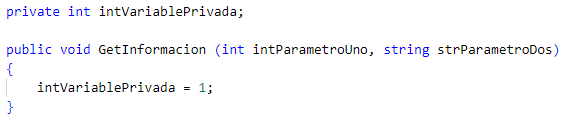 private int intVariablePrivada;
public void GetInformacion (int intParametroUno, string strParametroDos)
{
intVariablePrivada = 1;
}